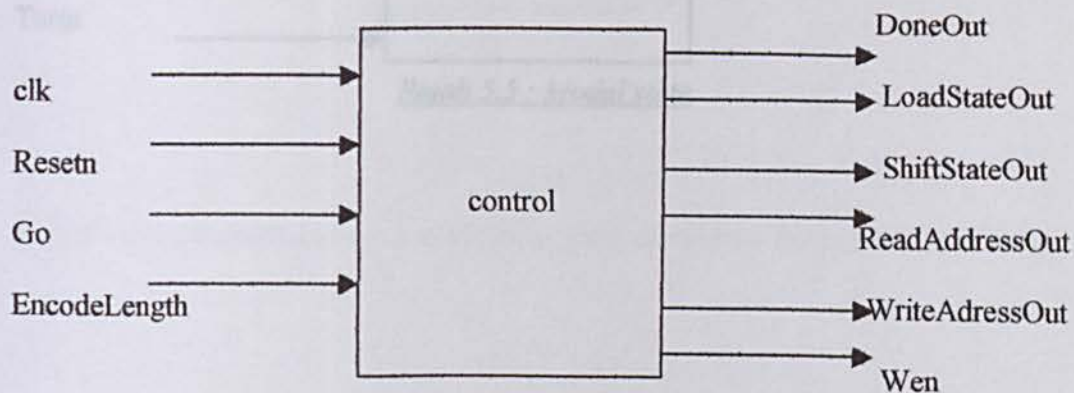 clk
Resetn
Go
EncodeLength
control
DoneOut
LoadStateOut
ShiftStateOut
ReadAddressOut
WriteAdressOut
Wen